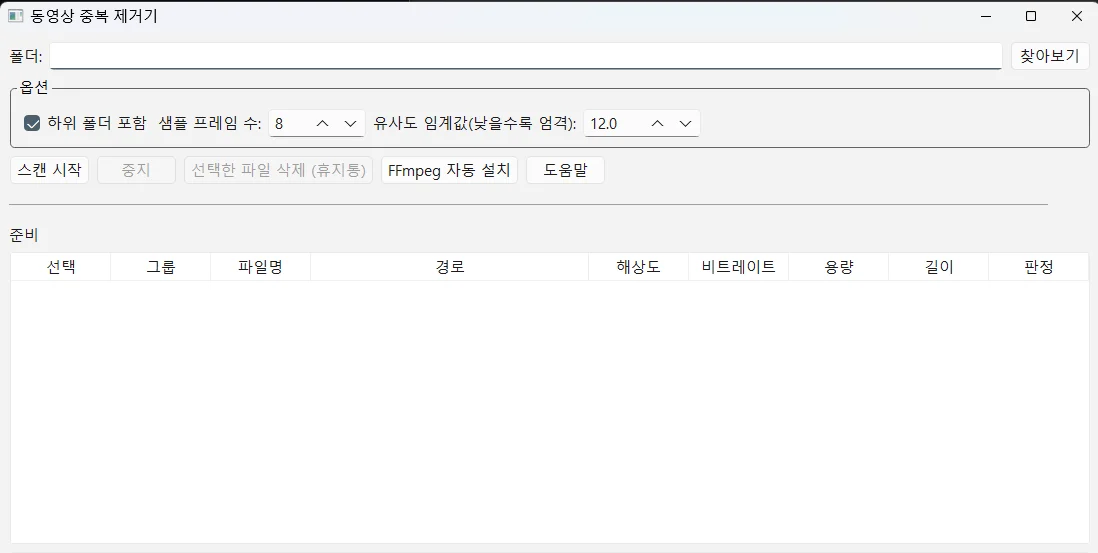 동영상 중복 제거기
폴더: 찾아보기
옵션
하위 폴더 포함 샘플 프레임 수: 8 유사도 임계값(낮을수록 엄격): 12.0
스캔 시작 중지 선택한 파일 삭제 (휴지통) FFmpeg 자동 설치 도움말
준비
선택 그룹 파일명 경로 해상도 비트레이트 용량 길이 판정